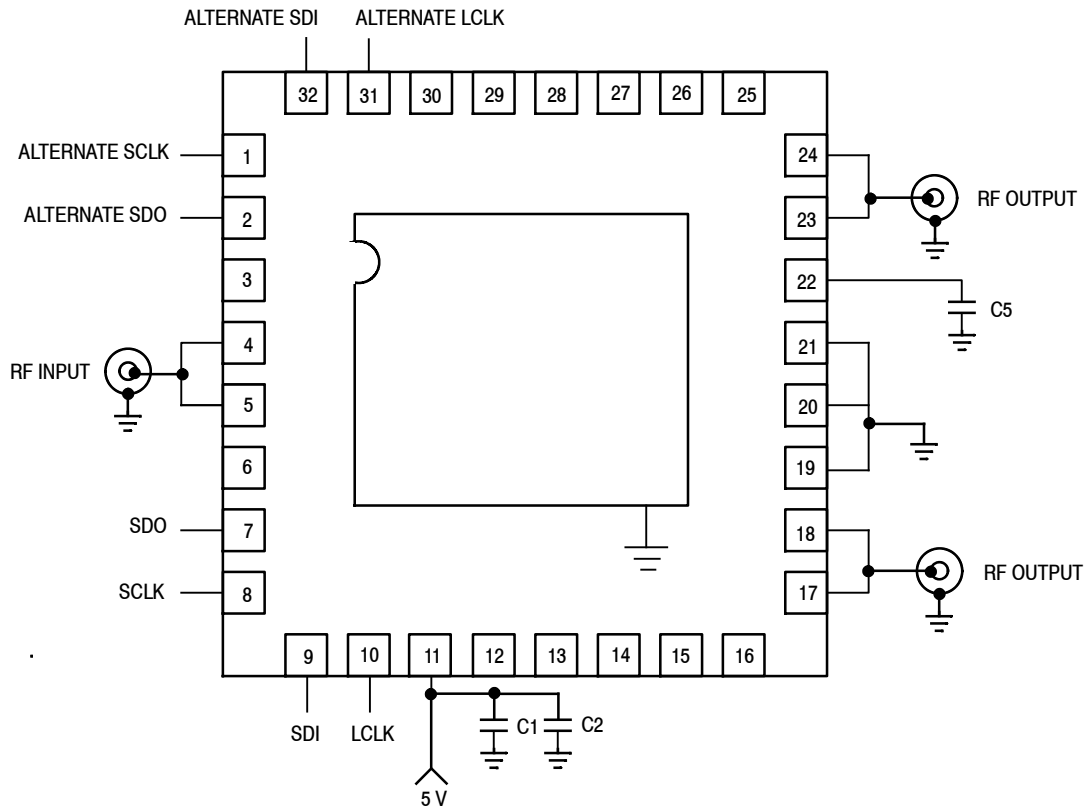 ALTERNATE SDI ALTERNATE LCLK
32 31 30 29 28 27 26 25
ALTERNATE SCLK 1 24
RF OUTPUT
ALTERNATE SDO 2 23
3 22
C5
RF INPUT 4 21
5 20
6 19
SDO 7 18
RF OUTPUT
SCLK 8 17
9 10 11 12 13 14 15 16
SDI LCLK C1 C2
5 V
.